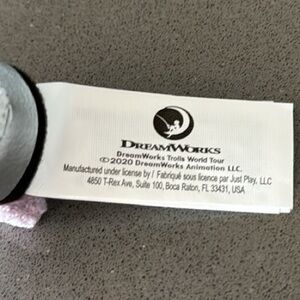 DREAMWORKS
DreamWorks Trolls World Tour
©2020 DreamWorks Animation LLC.
Manufactured under license by / Fabriqué sous licence par Just Play, LLC
4850 T-Rex Ave, Suite 100, Boca Raton, FL 33431, USA